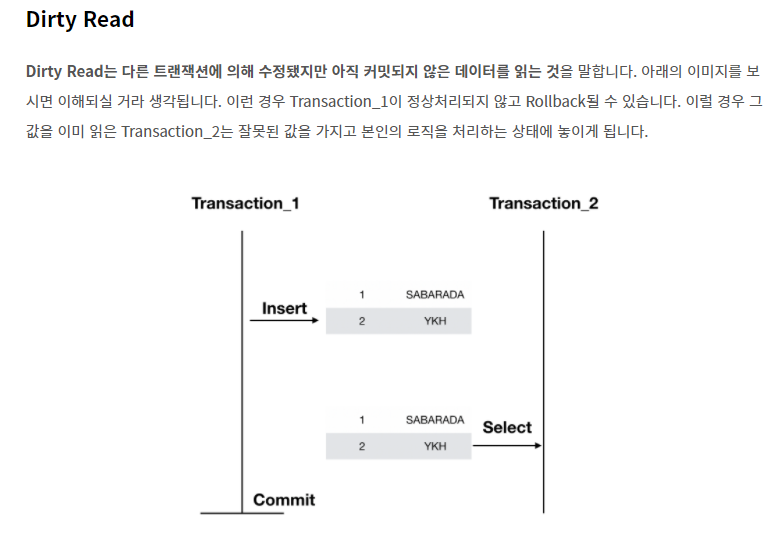 Dirty Read
Dirty Read는 다른 트랜잭션에 의해 수정됐지만 아직 커밋되지 않은 데이터를 읽는 것을 말합니다. 아래의 이미지를 보
시면 이해되실 거라 생각됩니다. 이런 경우 Transaction_1이 정상처리되지 않고 Rollback될 수 있습니다. 이럴 경우 그
값을 이미 읽은 Transaction_2는 잘못된 값을 가지고 본인의 로직을 처리하는 상태에 놓이게 됩니다.
Transaction_1 Transaction_2
1 SABARADA
Insert
2 YKH
1 SABARADA
Select
2 YKH
Commit